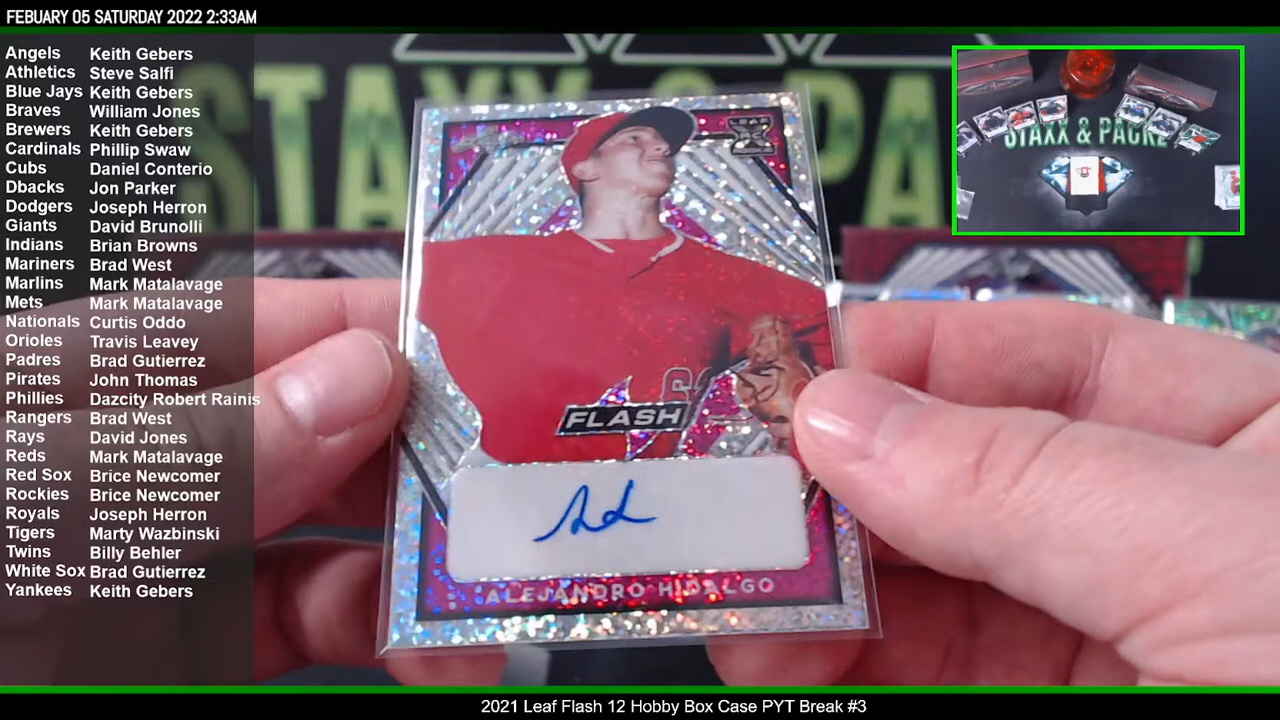 FEBUARY 05 SATURDAY 2022 2:33AM
Angels Keith Gebers
Athletics Steve Salfi
Blue Jays Keith Gebers
Braves William Jones
Brewers Keith Gebers
Cardinals Phillip Swaw
Cubs Daniel Conterio
Dbacks Jon Parker
Dodgers Joseph Herron
Giants David Brunolli
Indians Brian Browns
Mariners Brad West
Marlins Mark Matalavage
Mets Mark Matalavage
Nationals Curtis Oddo
Orioles Travis Leavey
Padres Brad Gutierrez
Pirates John Thomas
Phillies Dazcity Robert Rainis
Rangers Brad West
Rays David Jones
Reds Mark Matalavage
Red Sox Brice Newcomer
Rockies Brice Newcomer
Royals Joseph Herron
Tigers Marty Wazbinski
Twins Billy Behler
White Sox Brad Gutierrez
Yankees Keith Gebers
STAXX & PA
LEAF
X
FLASH
ALEJANDRO HIDALGO
STAXX & PACKZ
2021 Leaf Flash 12 Hobby Box Case PYT Break #3